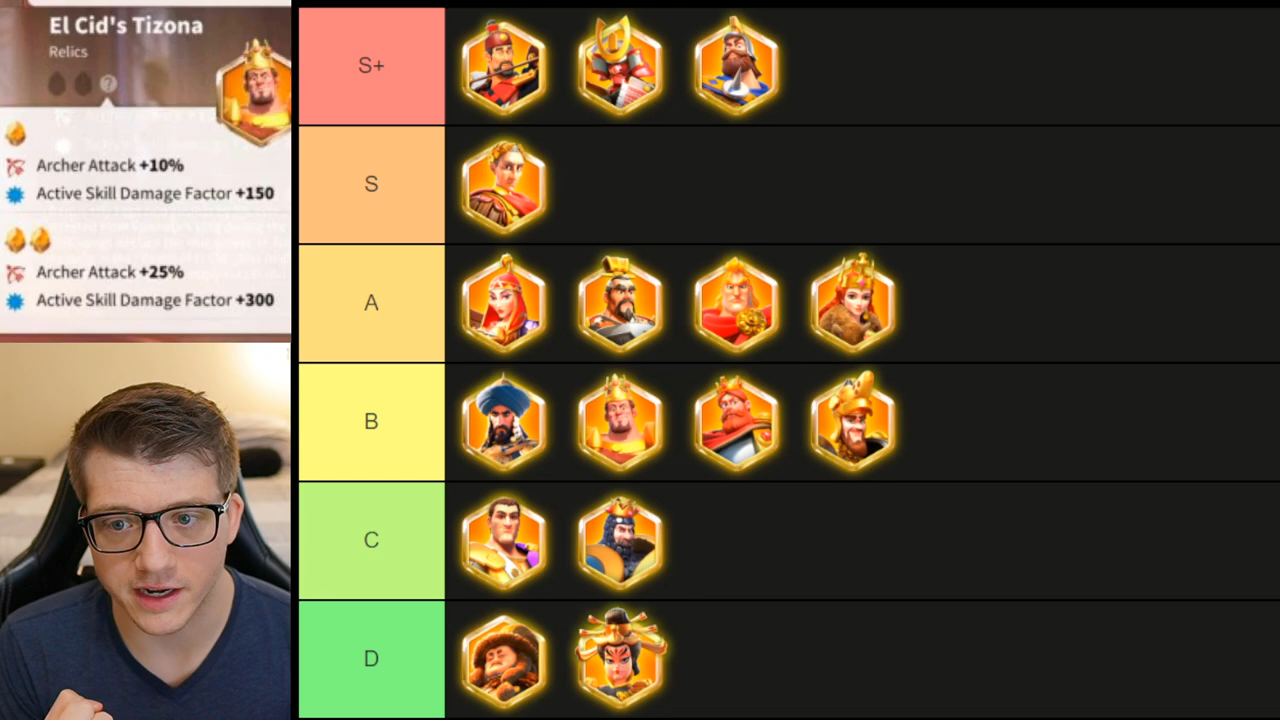 El Cid's Tizona
Relics
?
Archer Attack +10%
Active Skill Damage Factor +150
Archer Attack +25%
Active Skill Damage Factor +300
S+
S
A
B
C
D